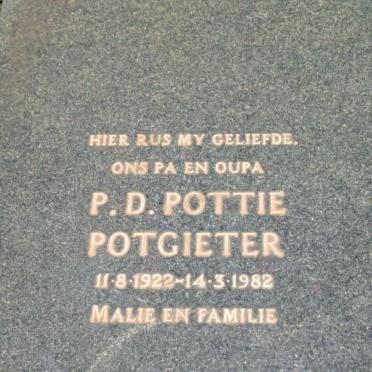 HIER RUS MY GELIEFDE,
ONS PA EN OUPA
P. D. POTTIE
POTGIETER
11·8·1922–14·3·1982
MALIE EN FAMILIE